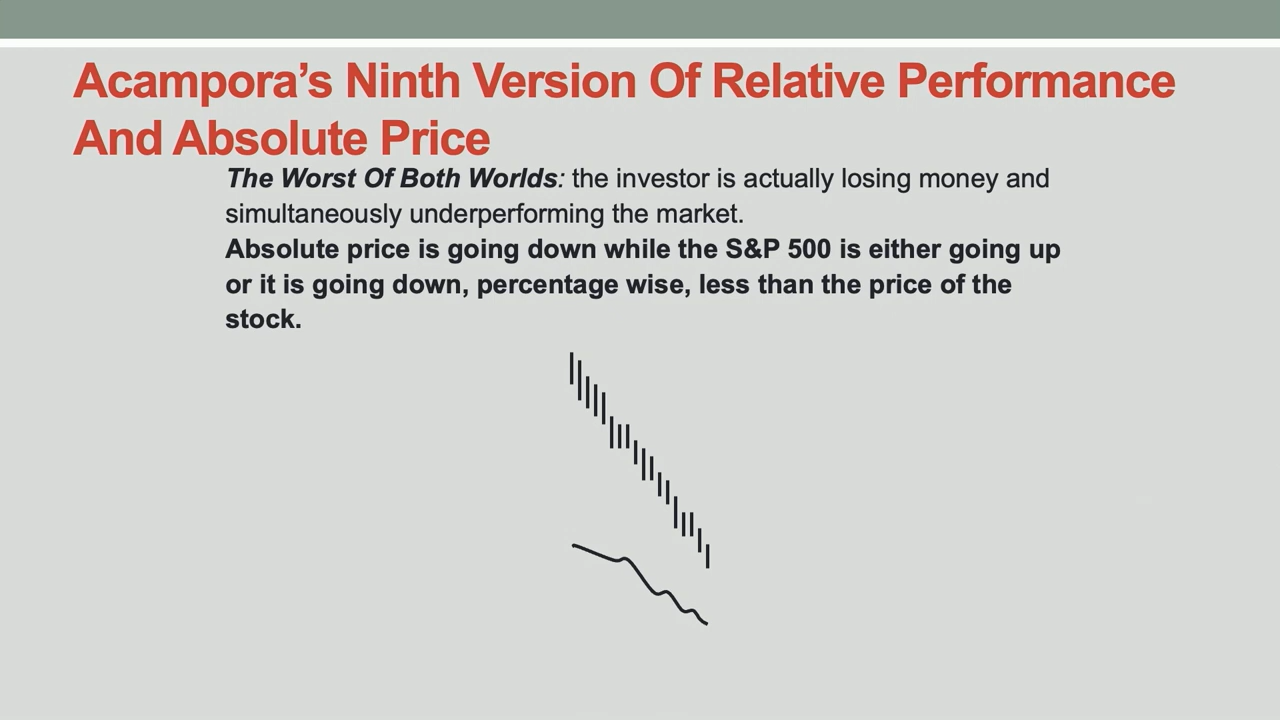 Acampora’s Ninth Version Of Relative Performance
And Absolute Price
The Worst Of Both Worlds: the investor is actually losing money and
simultaneously underperforming the market.
Absolute price is going down while the S&P 500 is either going up
or it is going down, percentage wise, less than the price of the
stock.